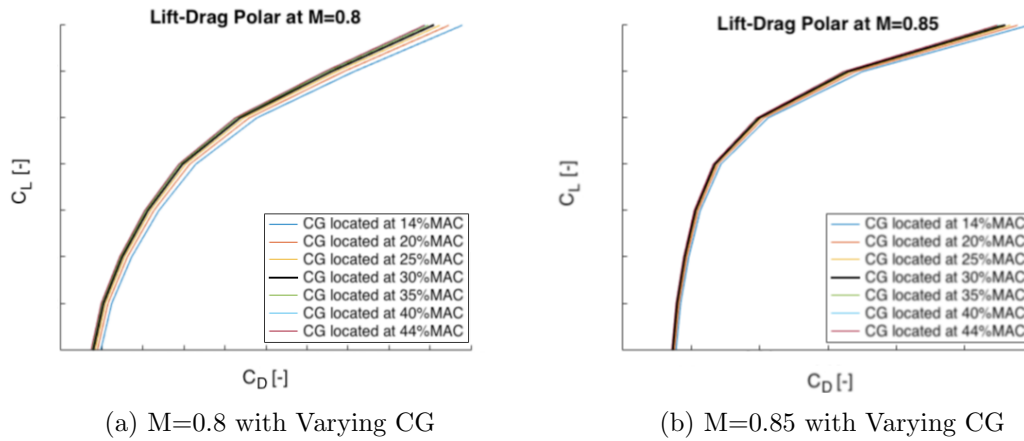 Lift-Drag Polar at M=0.8
C_L [-]
CG located at 14%MAC
CG located at 20%MAC
CG located at 25%MAC
CG located at 30%MAC
CG located at 35%MAC
CG located at 40%MAC
CG located at 44%MAC
C_D [-]
(a) M=0.8 with Varying CG
Lift-Drag Polar at M=0.85
C_L [-]
CG located at 14%MAC
CG located at 20%MAC
CG located at 25%MAC
CG located at 30%MAC
CG located at 35%MAC
CG located at 40%MAC
CG located at 44%MAC
C_D [-]
(b) M=0.85 with Varying CG